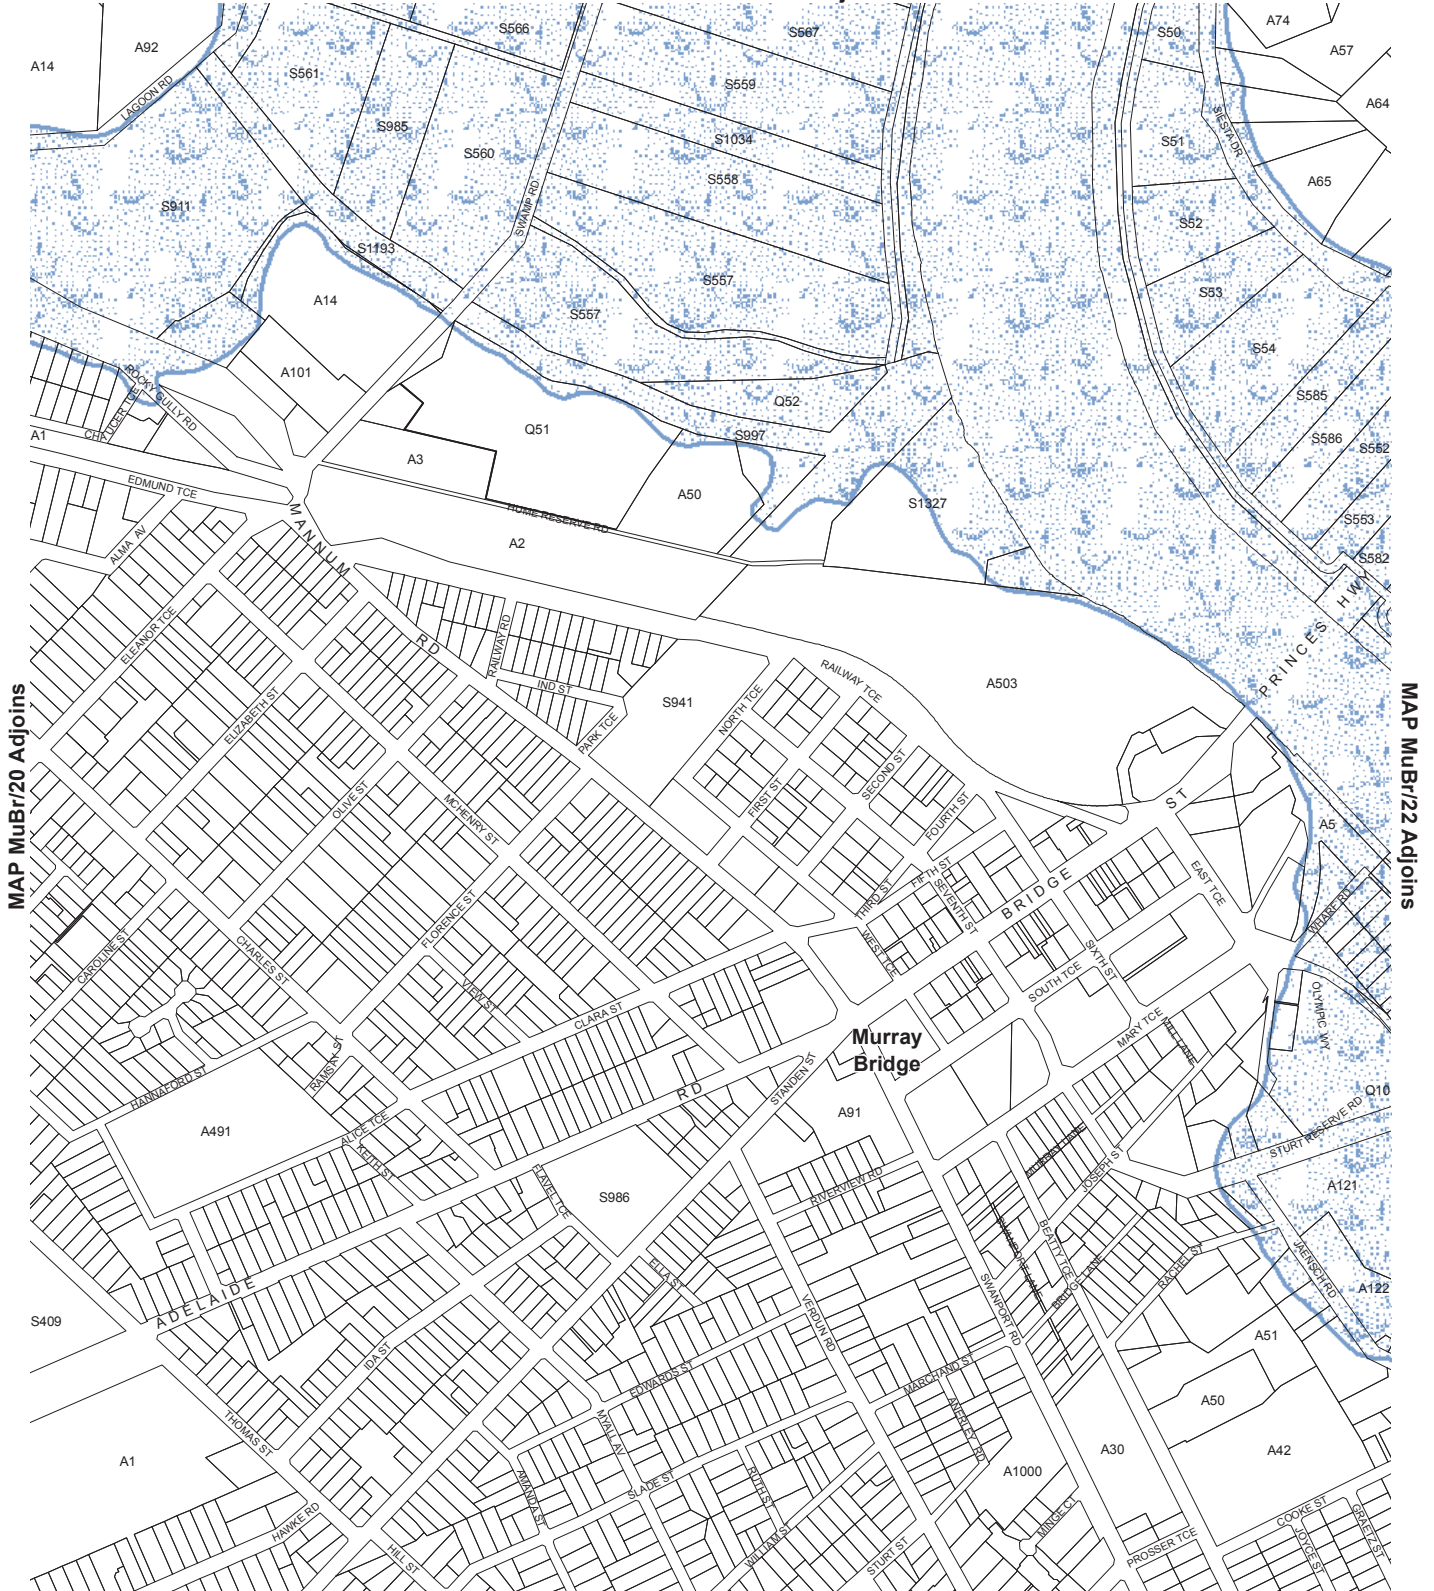 S566
S567
A74
A92
S50
A57
A14
S561
S559
LAGOON RD
A64
S985
S1034
SIESTA DR
S51
S560
S558
A65
S911
SWAMP RD
S52
S1193
S557
S53
A14
S557
S54
A101
ROCKY GULLY RD
S585
Q52
CHAUCER TCE
A1
Q51
S997
S586
S552
A3
EDMUND TCE
A50
S1327
HUME RESERVE RD
S553
MANNUM
ALMA AV
A2
S582
PRINCES HWY
ELEANOR TCE
RD
RAILWAY RD
RAILWAY TCE
IND ST
A503
S941
NORTH TCE
ELIZABETH ST
PARK TCE
MAP MuBr/20 Adjoins
MAP MuBr/22 Adjoins
SECOND ST
FIRST ST
OLIVE ST
MCHENRY ST
ST
FOURTH ST
A5
FIFTH ST
EAST TCE
BRIDGE
THIRD ST
SEVENTH ST
WHARF RD
FLORENCE ST
WEST TCE
CAROLINE ST
CHARLES ST
SIXTH ST
SOUTH TCE
VIEW ST
OLYMPIC WY
CLARA ST
MARY TCE
MILL LANE
Murray
Bridge
RAMSAY ST
HANNAFORD ST
RD
STANDEN ST
Q10
A91
STURT RESERVE RD
A491
ALICE TCE
MURRAY LANE
KEITH ST
JOSEPH ST
FLAVEL TCE
S986
RIVERVIEW RD
A121
BEATTY TCE
RACHEL ST
JAENSCH RD
ELLA ST
BRIDGE LANE
ADELAIDE
SWANPORT RD
A122
S409
VERDUN RD
A51
IDA ST
EDWARDS ST
MARCHAND ST
A50
THOMAS ST
MYALL AV
ANERLEY RD
A30
A42
A1
A1000
AMANDA ST
SLADE ST
RUTH ST
HAWKE RD
MINGE CT
COOKE ST
GRAETZ ST
JOYCE ST
HILL ST
WILLIAM ST
STURT ST
PROSSER TCE